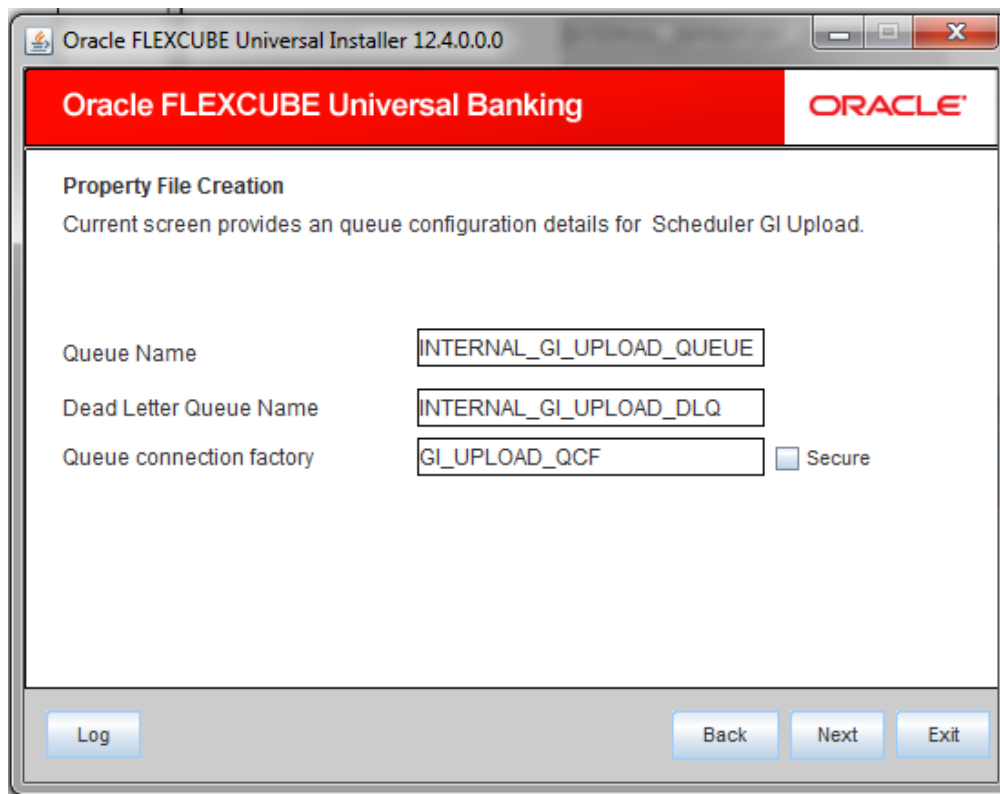 Oracle FLEXCUBE Universal Installer 12.4.0.0.0
Oracle FLEXCUBE Universal Banking
ORACLE
Property File Creation
Current screen provides an queue configuration details for Scheduler GI Upload.
Queue Name INTERNAL_GI_UPLOAD_QUEUE
Dead Letter Queue Name INTERNAL_GI_UPLOAD_DLQ
Queue connection factory GI_UPLOAD_QCF Secure
Log Back Next Exit